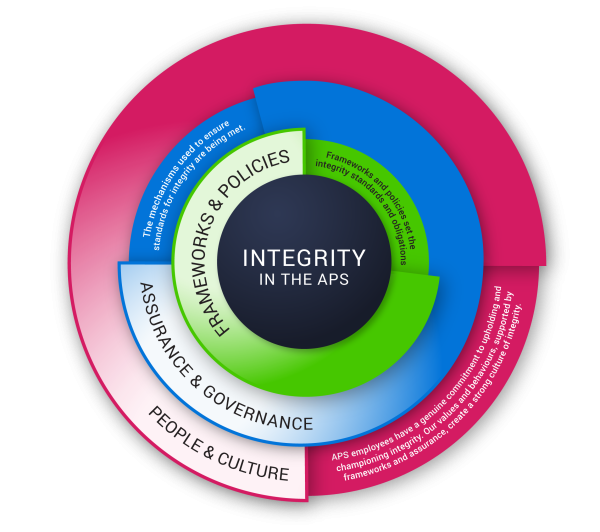 INTEGRITY
IN THE APS
FRAMEWORKS & POLICIES
Frameworks and policies set the
integrity standards and obligations
ASSURANCE & GOVERNANCE
The mechanisms used to ensure
standards for integrity are being met.
PEOPLE & CULTURE
APS employees have a genuine commitment to upholding and
championing integrity. Our values and behaviours, supported by
frameworks and assurance, create a strong culture of integrity.